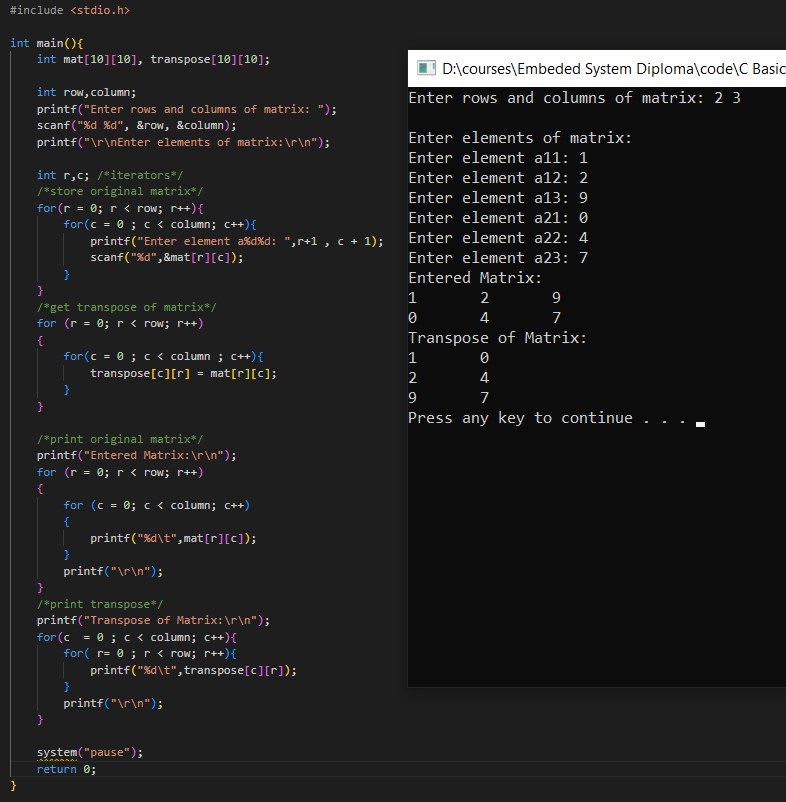 #include <stdio.h>
int main(){
    int mat[10][10], transpose[10][10];
    int row,column;
    printf("Enter rows and columns of matrix: ");
    scanf("%d %d", &row, &column);
    printf("\r\nEnter elements of matrix:\r\n");
    int r,c; /*iterators*/
    /*store original matrix*/
    for(r = 0; r < row; r++){
        for(c = 0 ; c < column; c++){
            printf("Enter element a%d%d: ",r+1 , c + 1);
            scanf("%d",&mat[r][c]);
        }
    }
    /*get transpose of matrix*/
    for (r = 0; r < row; r++)
    {
        for(c = 0 ; c < column ; c++){
            transpose[c][r] = mat[r][c];
        }
    }
    /*print original matrix*/
    printf("Entered Matrix:\r\n");
    for (r = 0; r < row; r++)
    {
        for (c = 0; c < column; c++)
        {
            printf("%d\t",mat[r][c]);
        }
        printf("\r\n");
    }
    /*print transpose*/
    printf("Transpose of Matrix:\r\n");
    for(c  = 0 ; c < column; c++){
        for( r= 0 ; r < row; r++){
            printf("%d\t",transpose[c][r]);
        }
        printf("\r\n");
    }
    system("pause");
    return 0;
}
D:\courses\Embeded System Diploma\code\C Basic
Enter rows and columns of matrix: 2 3
Enter elements of matrix:
Enter element a11: 1
Enter element a12: 2
Enter element a13: 9
Enter element a21: 0
Enter element a22: 4
Enter element a23: 7
Entered Matrix:
1       2       9
0       4       7
Transpose of Matrix:
1       0
2       4
9       7
Press any key to continue . . .